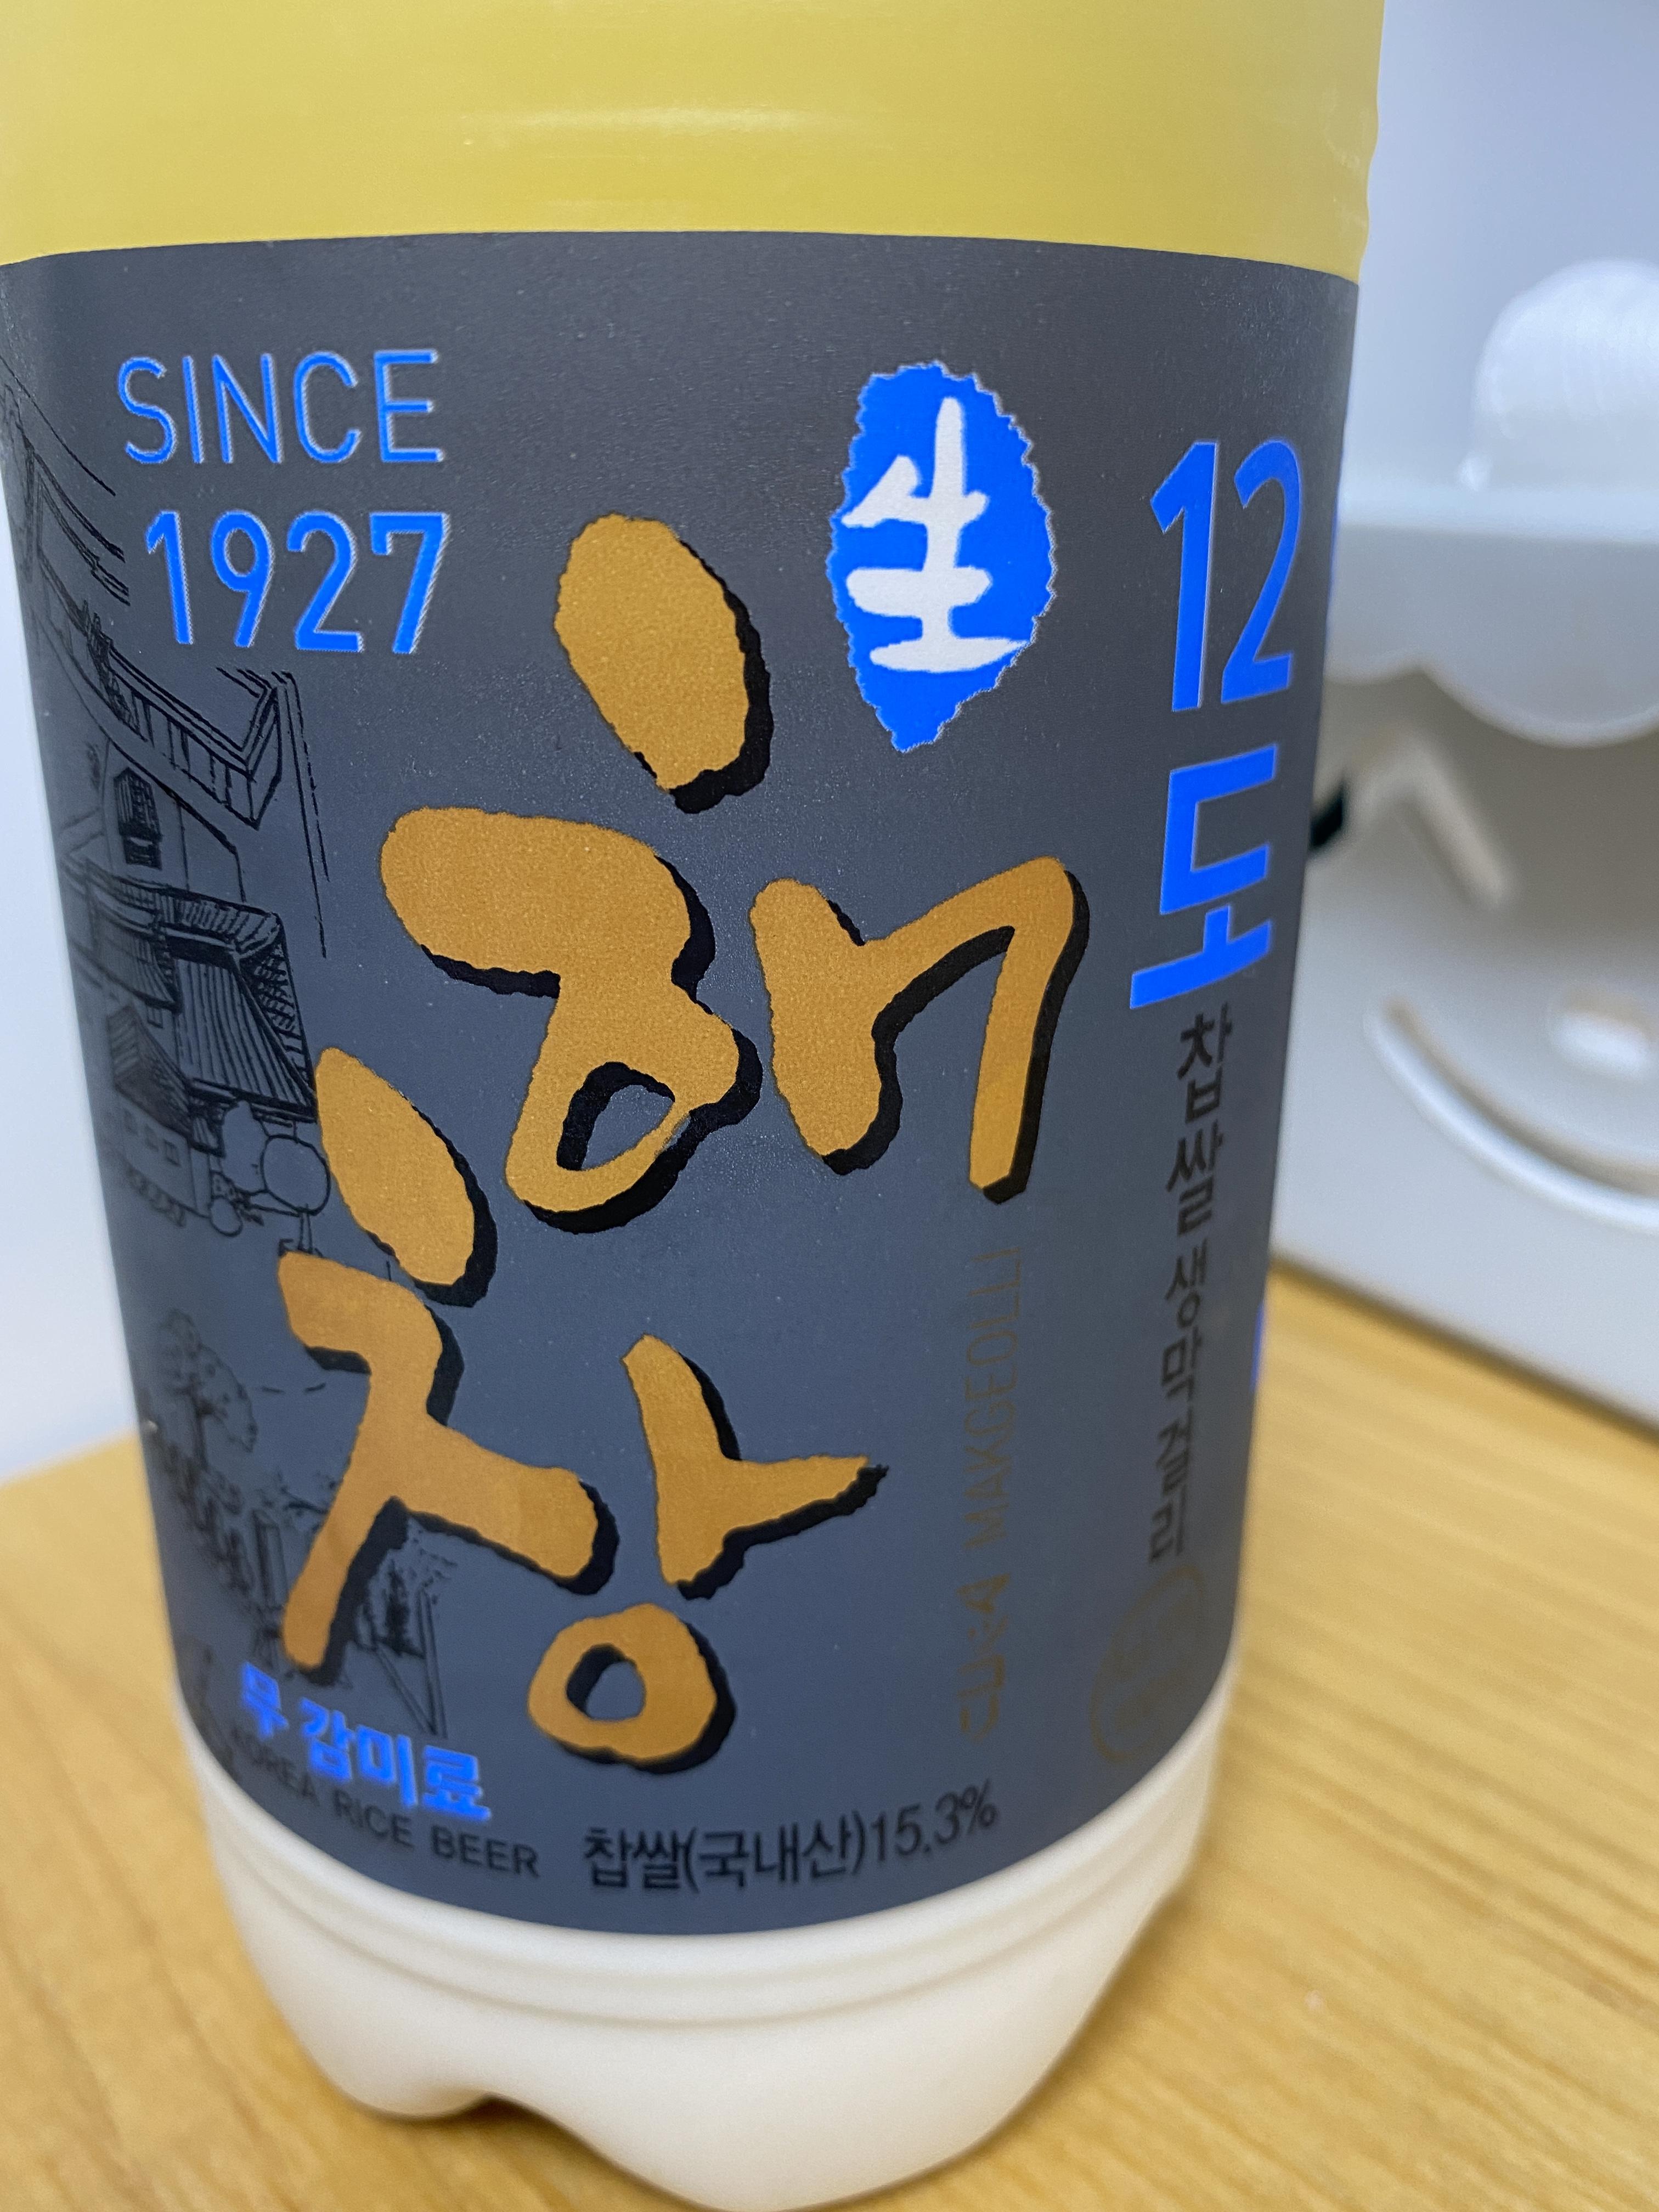 SINCE
1927
生
12도
찹쌀생막걸리
해창
MAKGEOLLI
무 감미료
KOREA RICE BEER
찹쌀(국내산)15.3%